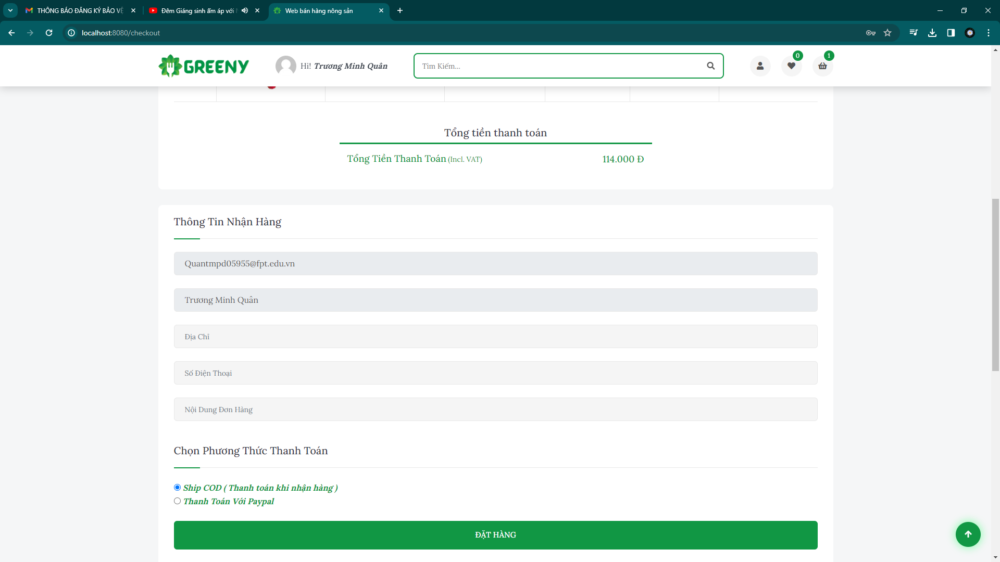 THÔNG BÁO ĐĂNG KÝ BẢO VỆ
Đêm Giáng sinh ấm áp với
Web bán hàng nông sản
localhost:8080/checkout
GREENY
Hi! Trương Minh Quân
Tìm Kiếm...
0
1
Tổng tiền thanh toán
Tổng Tiền Thanh Toán (Incl. VAT)
114.000 Đ
Thông Tin Nhận Hàng
Quantmpd05955@fpt.edu.vn
Trương Minh Quân
Địa Chỉ
Số Điện Thoại
Nội Dung Đơn Hàng
Chọn Phương Thức Thanh Toán
Ship COD ( Thanh toán khi nhận hàng )
Thanh Toán Với Paypal
ĐẶT HÀNG